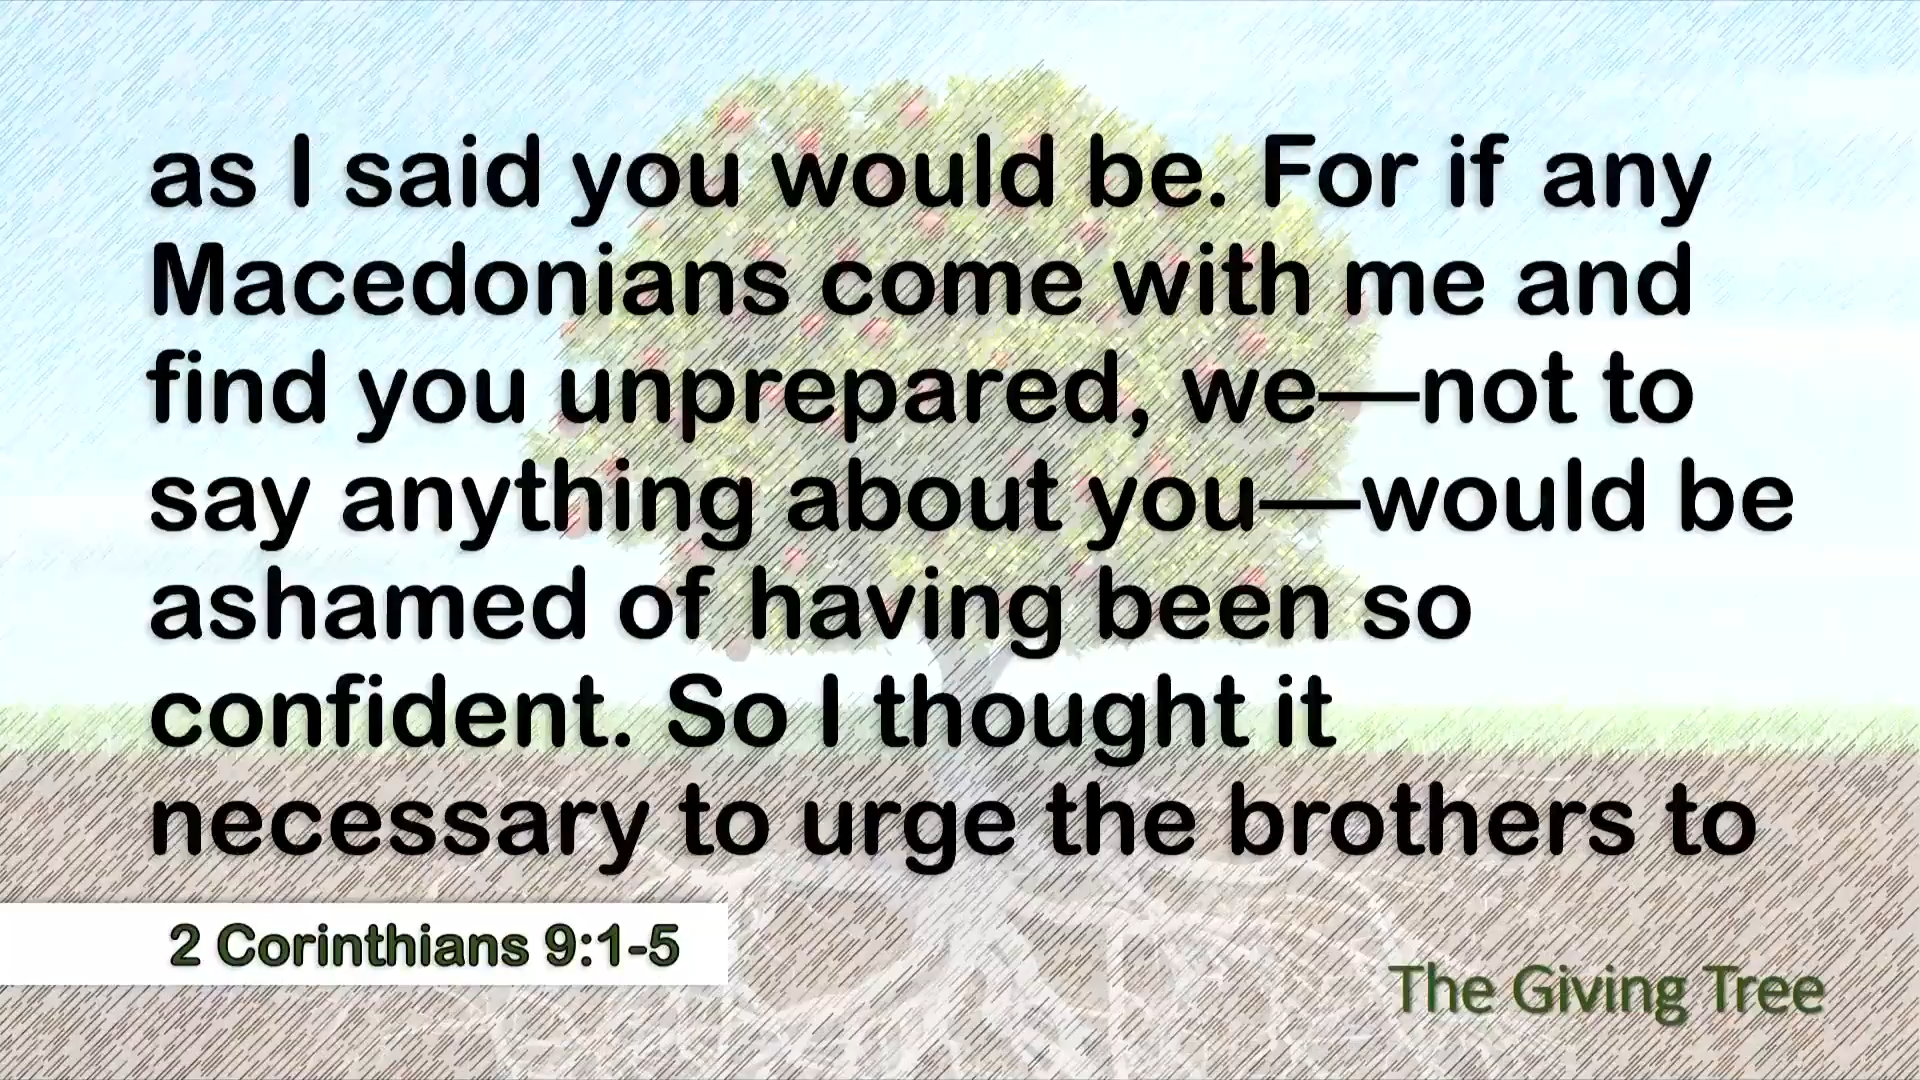 as I said you would be. For if any
Macedonians come with me and
find you unprepared, we—not to
say anything about you—would be
ashamed of having been so
confident. So I thought it
necessary to urge the brothers to
2 Corinthians 9:1-5
The Giving Tree